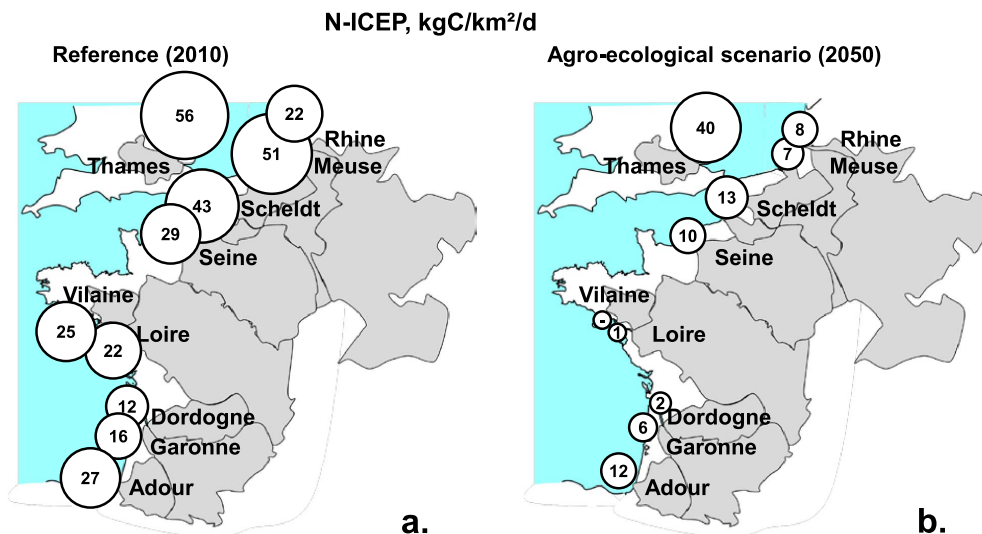 N-ICEP, kgC/km²/d
Reference (2010)
56
22
Rhine
Thames
51
Meuse
43
Scheldt
29
Seine
Vilaine
25
Loire
22
12
Dordogne
16
Garonne
27
Adour
a.
Agro-ecological scenario (2050)
40
8
Rhine
7
Thames
Meuse
13
Scheldt
10
Seine
Vilaine
-
1
Loire
2
Dordogne
6
Garonne
12
Adour
b.